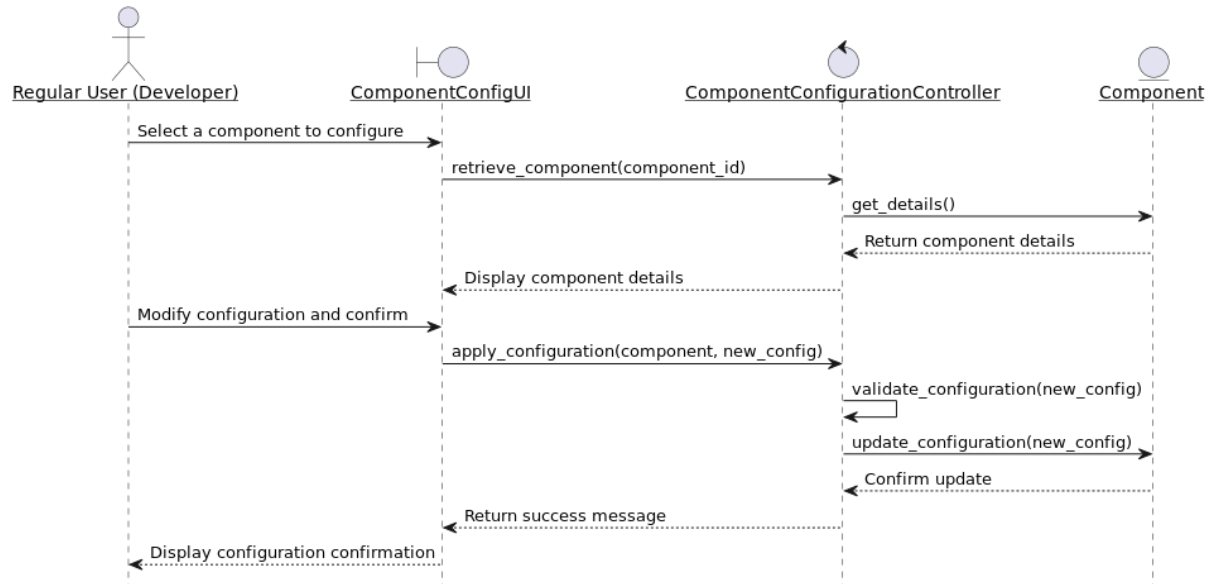 Regular User (Developer)
ComponentConfigUI
ComponentConfigurationController
Component
Select a component to configure
retrieve_component(component_id)
get_details()
Return component details
Display component details
Modify configuration and confirm
apply_configuration(component, new_config)
validate_configuration(new_config)
update_configuration(new_config)
Confirm update
Return success message
Display configuration confirmation